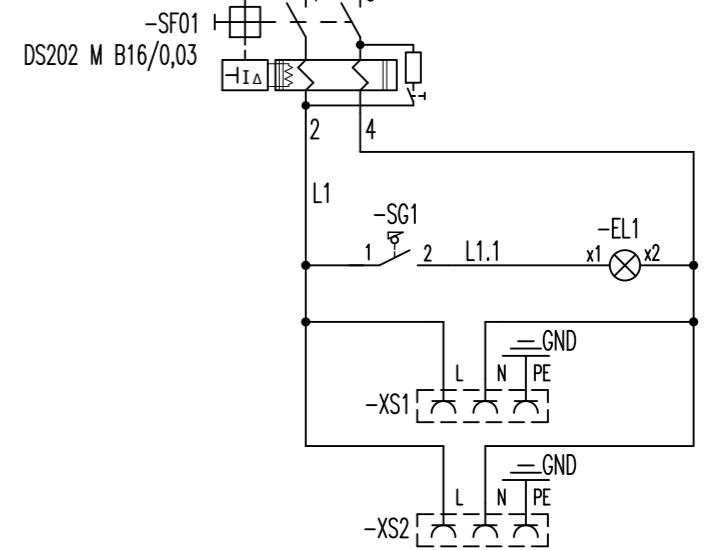 -SF01
DS202 M B16/0,03
I Δ
2 4
L1
-SG1
-EL1
1 2 L1.1 x1 x2
GND
L N PE
-XS1
GND
L N PE
-XS2